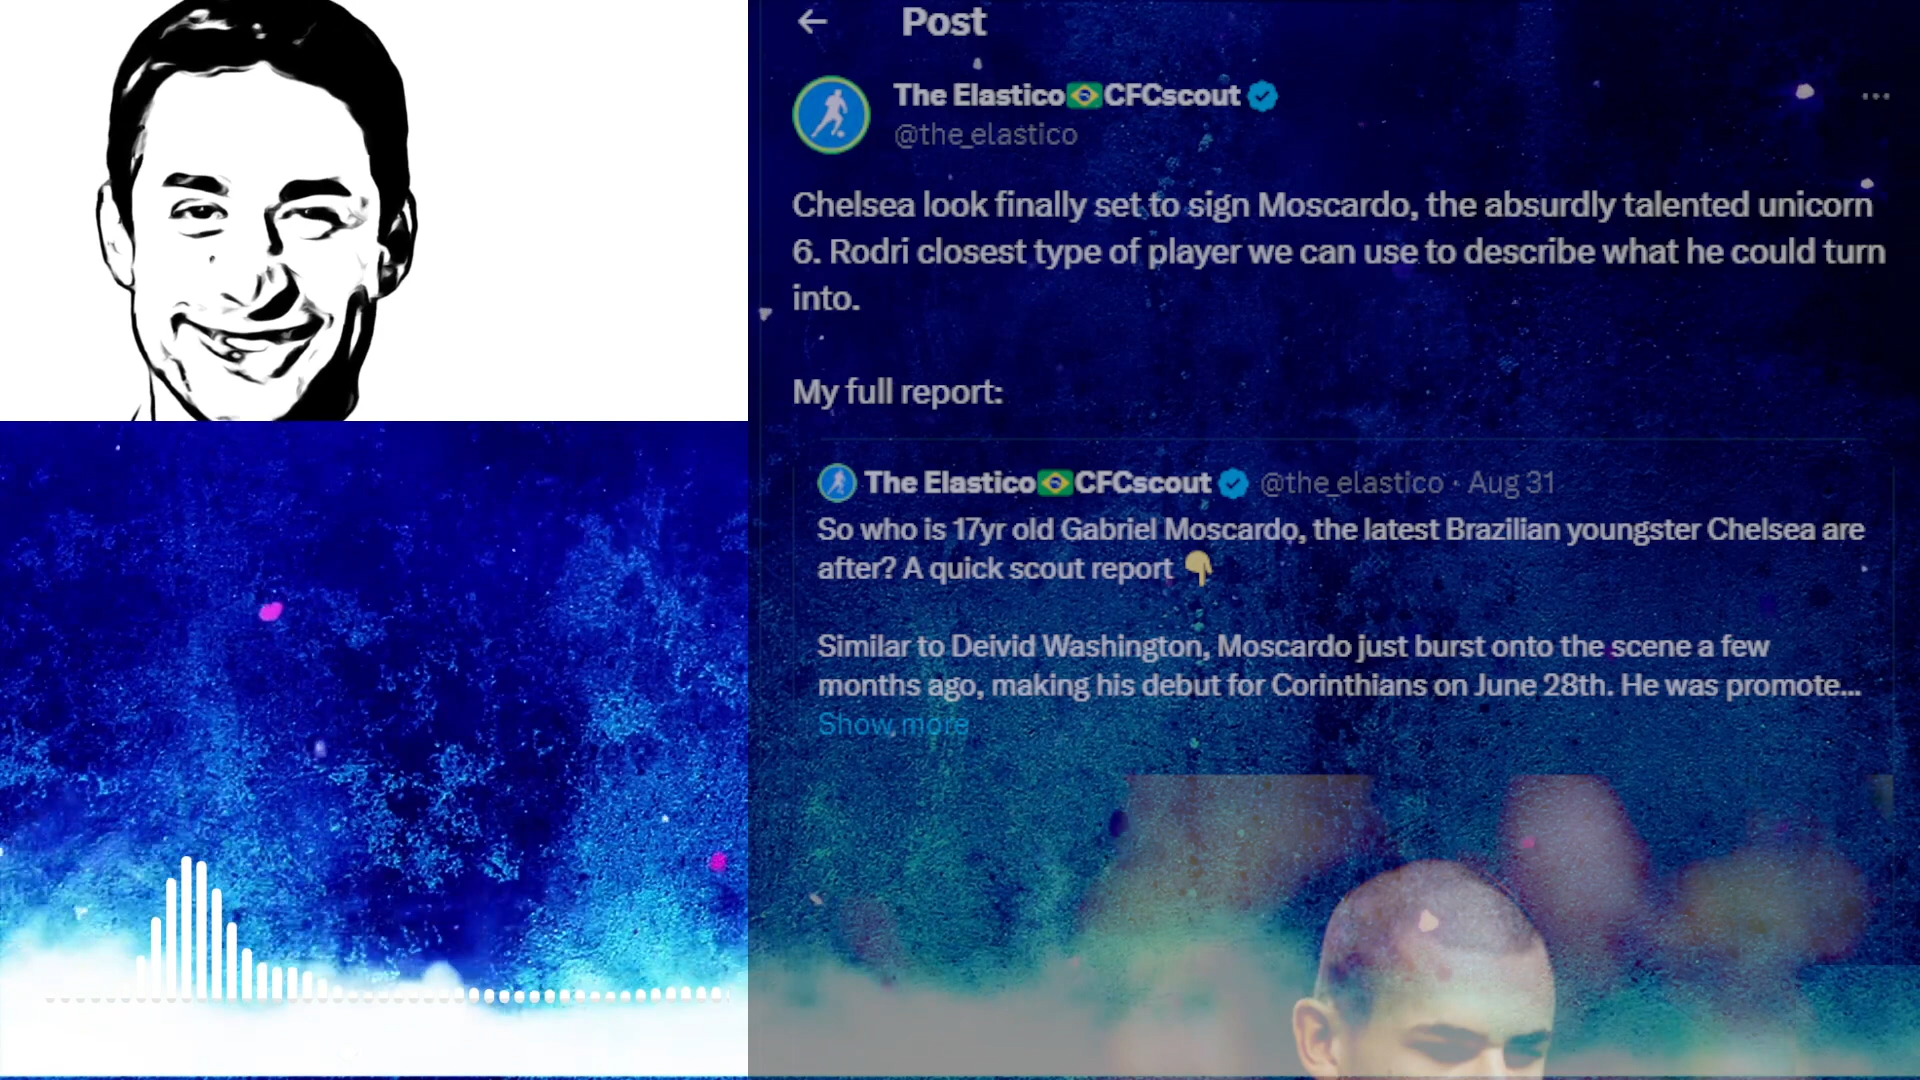 Post
The Elastico🇧🇷CFCscout
@the_elastico
Chelsea look finally set to sign Moscardo, the absurdly talented unicorn
6. Rodri closest type of player we can use to describe what he could turn
into.
My full report:
The Elastico🇧🇷CFCscout @the_elastico · Aug 31
So who is 17yr old Gabriel Moscardo, the latest Brazilian youngster Chelsea are
after? A quick scout report 👇
Similar to Deivid Washington, Moscardo just burst onto the scene a few
months ago, making his debut for Corinthians on June 28th. He was promote...
Show more